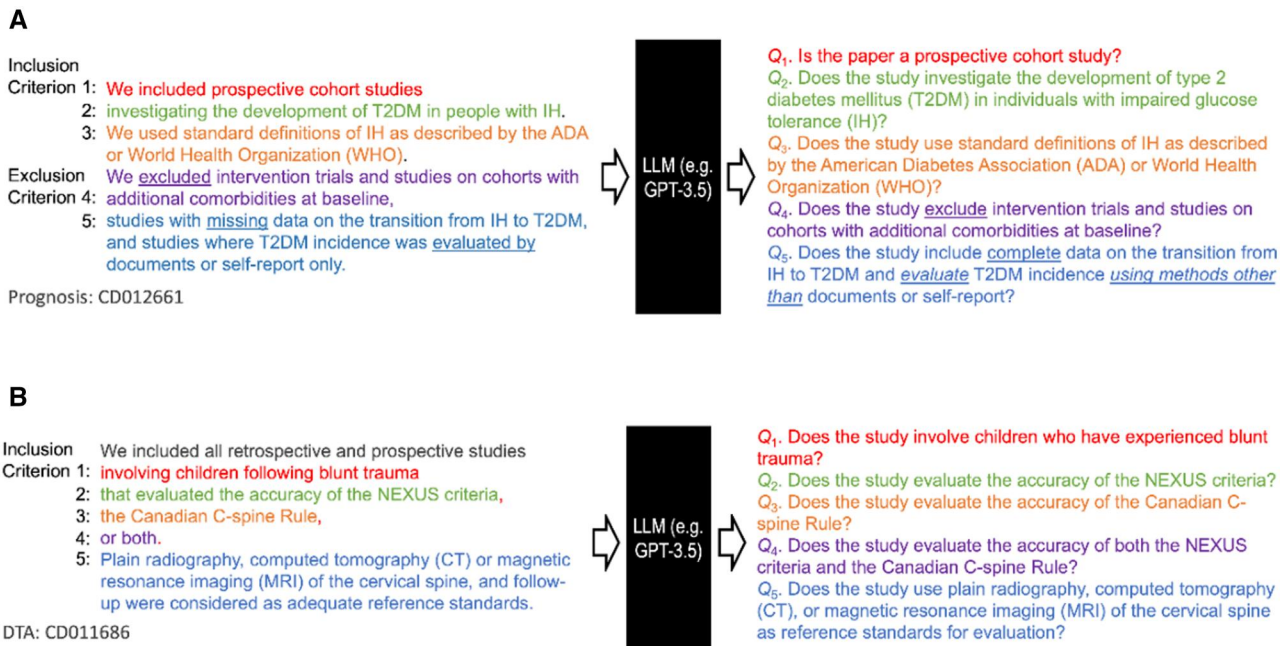 A
Inclusion
Criterion 1: We included prospective cohort studies
2: investigating the development of T2DM in people with IH.
3: We used standard definitions of IH as described by the ADA
or World Health Organization (WHO).
Exclusion We excluded intervention trials and studies on cohorts with
Criterion 4: additional comorbidities at baseline,
5: studies with missing data on the transition from IH to T2DM,
and studies where T2DM incidence was evaluated by
documents or self-report only.
Prognosis: CD012661
LLM (e.g.
GPT-3.5)
Q1. Is the paper a prospective cohort study?
Q2. Does the study investigate the development of type 2
diabetes mellitus (T2DM) in individuals with impaired glucose
tolerance (IH)?
Q3. Does the study use standard definitions of IH as described
by the American Diabetes Association (ADA) or World Health
Organization (WHO)?
Q4. Does the study exclude intervention trials and studies on
cohorts with additional comorbidities at baseline?
Q5. Does the study include complete data on the transition from
IH to T2DM and evaluate T2DM incidence using methods other
than documents or self-report?
B
Inclusion We included all retrospective and prospective studies
Criterion 1: involving children following blunt trauma
2: that evaluated the accuracy of the NEXUS criteria,
3: the Canadian C-spine Rule,
4: or both.
5: Plain radiography, computed tomography (CT) or magnetic
resonance imaging (MRI) of the cervical spine, and follow-
up were considered as adequate reference standards.
DTA: CD011686
LLM (e.g.
GPT-3.5)
Q1. Does the study involve children who have experienced blunt
trauma?
Q2. Does the study evaluate the accuracy of the NEXUS criteria?
Q3. Does the study evaluate the accuracy of the Canadian C-
spine Rule?
Q4. Does the study evaluate the accuracy of both the NEXUS
criteria and the Canadian C-spine Rule?
Q5. Does the study use plain radiography, computed tomography
(CT), or magnetic resonance imaging (MRI) of the cervical spine
as reference standards for evaluation?